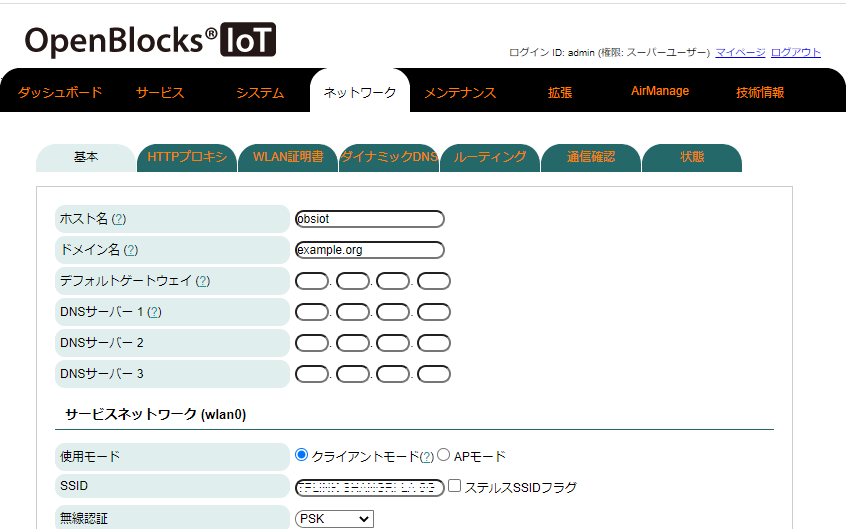 OpenBlocks® IoT
ログイン ID: admin (権限: スーパーユーザー) マイページ ログアウト
ダッシュボード サービス システム ネットワーク メンテナンス 拡張 AirManage 技術情報
基本 HTTPプロキシ WLAN証明書 ダイナミックDNS ルーティング 通信確認 状態
ホスト名 (?) obsiot
ドメイン名 (?) example.org
デフォルトゲートウェイ (?) . . .
DNSサーバー 1 (?) . . .
DNSサーバー 2 . . .
DNSサーバー 3 . . .
サービスネットワーク (wlan0)
使用モード クライアントモード(?) APモード
SSID ステルスSSIDフラグ
無線認証 PSK